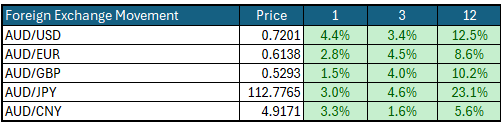 Foreign Exchange Movement Price 1 3 12
AUD/USD 0.7201 4.4% 3.4% 12.5%
AUD/EUR 0.6138 2.8% 4.5% 8.6%
AUD/GBP 0.5293 1.5% 4.0% 10.2%
AUD/JPY 112.7765 3.0% 4.6% 23.1%
AUD/CNY 4.9171 3.3% 1.6% 5.6%